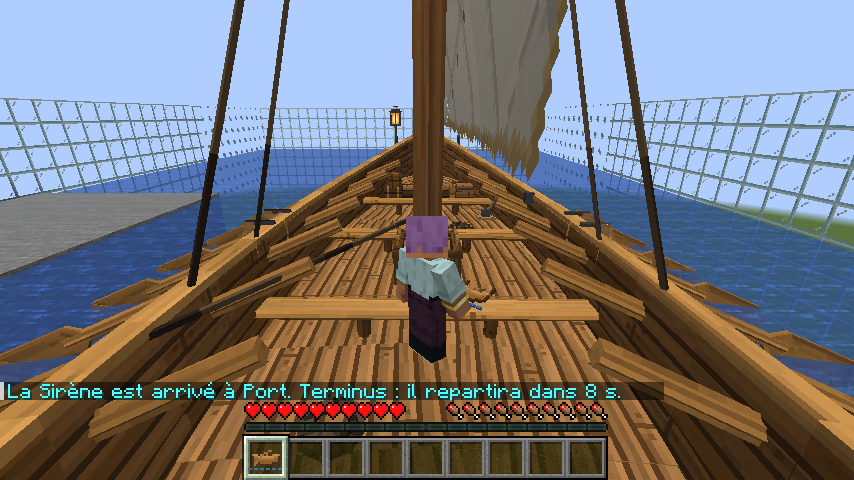 La Sirène est arrivé à Port. Terminus : il repartira dans 8 s.